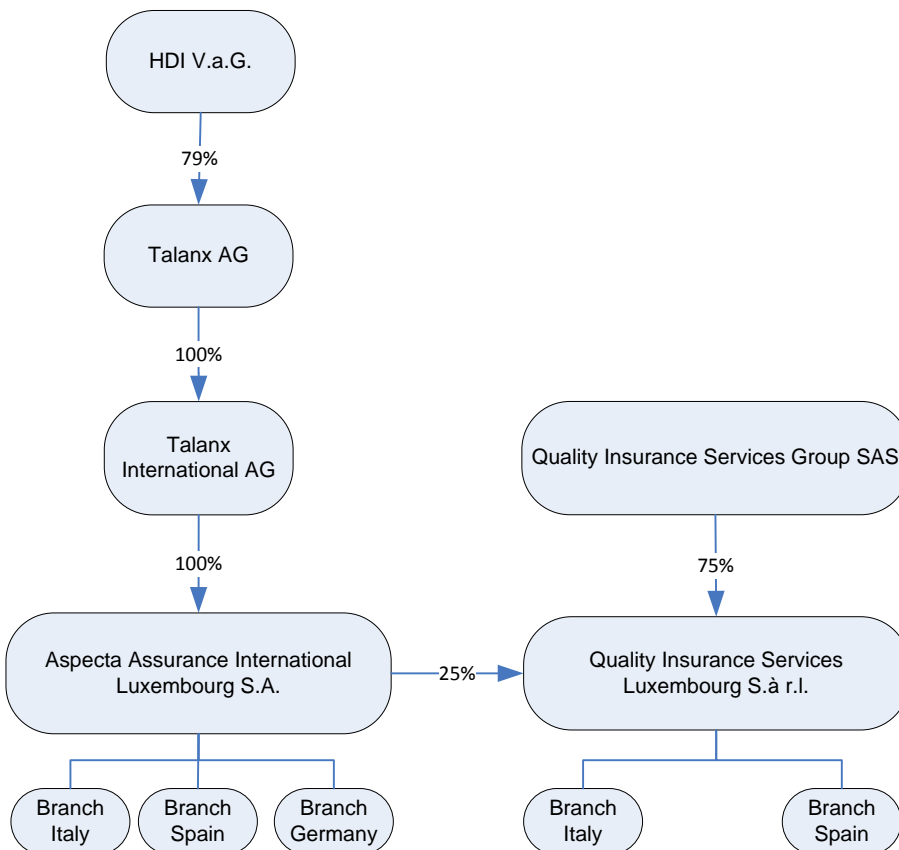 HDI V.a.G.
79%
Talanx AG
100%
Talanx
International AG
Quality Insurance Services Group SAS
100%
75%
Aspecta Assurance International
Luxembourg S.A.
25%
Quality Insurance Services
Luxembourg S.à r.l.
Branch
Italy
Branch
Spain
Branch
Germany
Branch
Italy
Branch
Spain